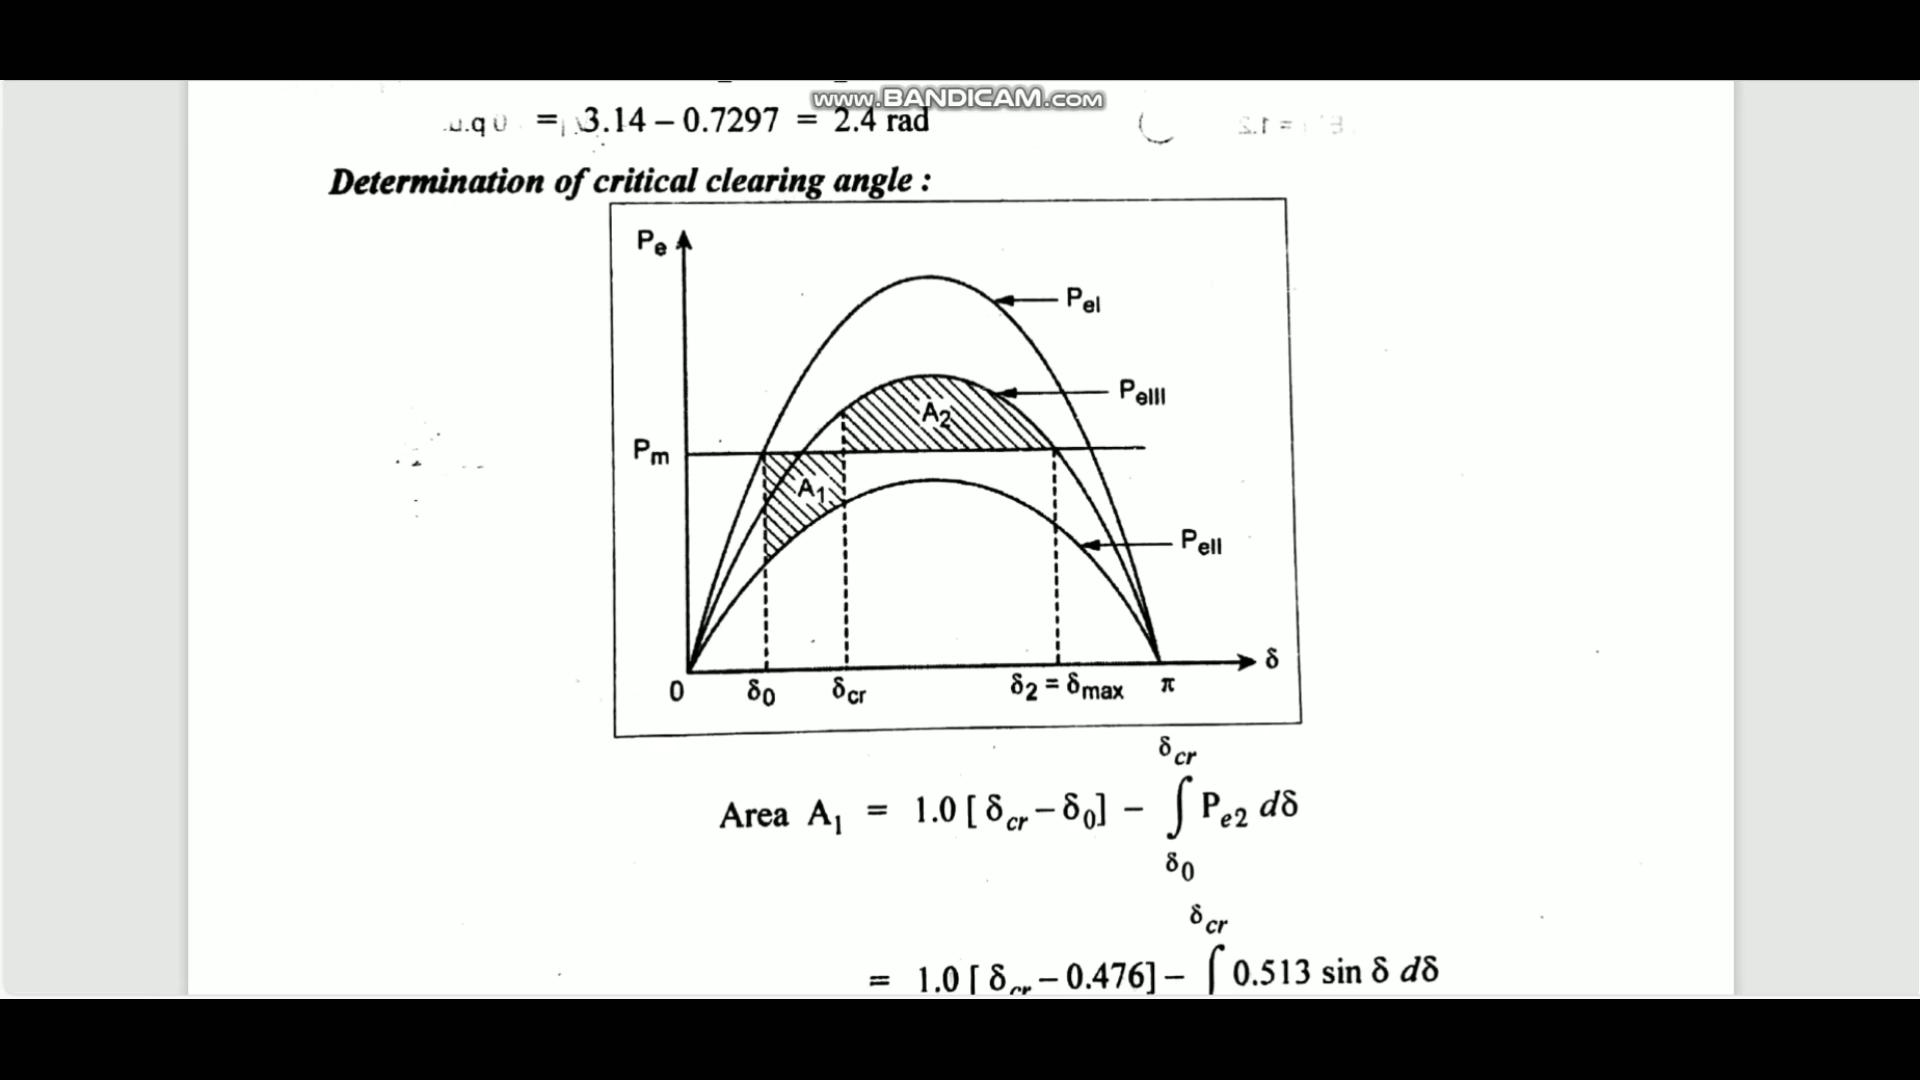 www.BANDICAM.com
= 3.14 – 0.7297 = 2.4 rad
Determination of critical clearing angle :
Pe
PeI
PeIII
A2
Pm
A1
PeII
0 δ0 δcr δ2 = δmax π δ
δcr
Area A1 = 1.0 [ δcr – δ0] – ∫ Pe2 dδ
δ0
δcr
= 1.0 [ δcr – 0.476] – ∫ 0.513 sin δ dδ